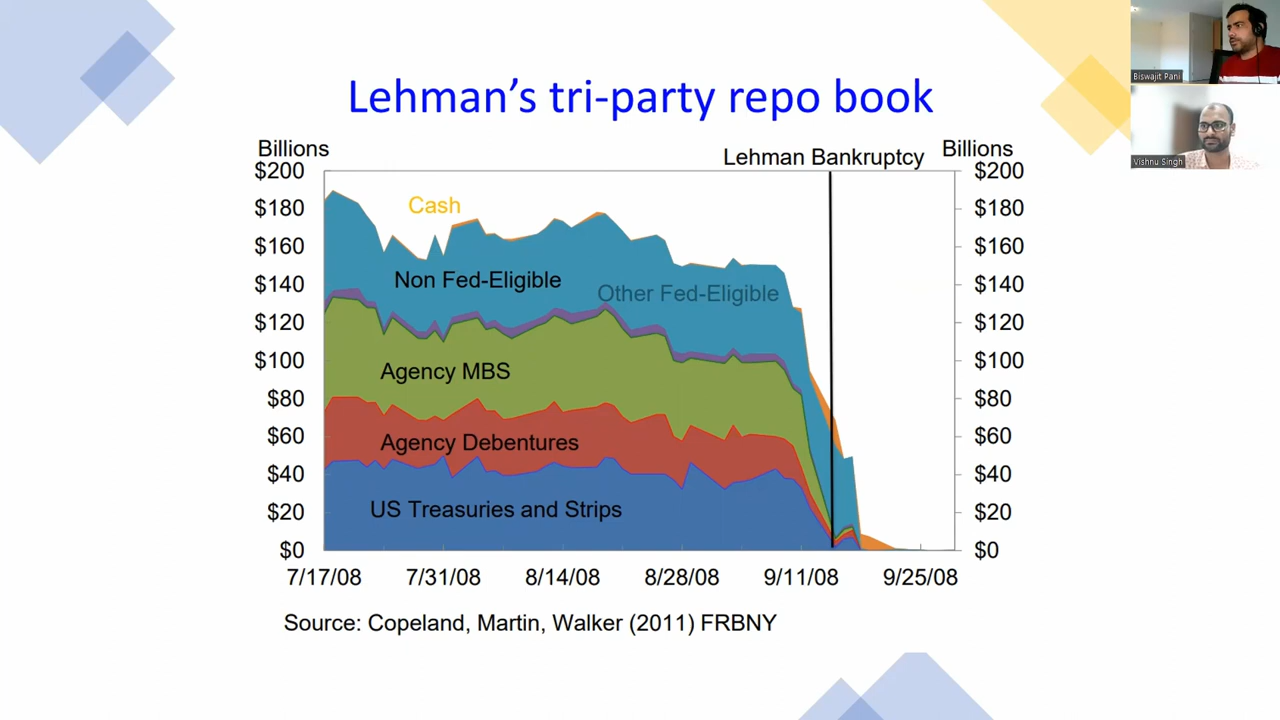 Lehman's tri-party repo book
Billions
Lehman Bankruptcy
Billions
$200
$180
$160
$140
$120
$100
$80
$60
$40
$20
$0
Cash
Non Fed-Eligible
Other Fed-Eligible
Agency MBS
Agency Debentures
US Treasuries and Strips
$200
$180
$160
$140
$120
$100
$80
$60
$40
$20
$0
7/17/08 7/31/08 8/14/08 8/28/08 9/11/08 9/25/08
Source: Copeland, Martin, Walker (2011) FRBNY
Biswajit Pani
Vishnu Singh